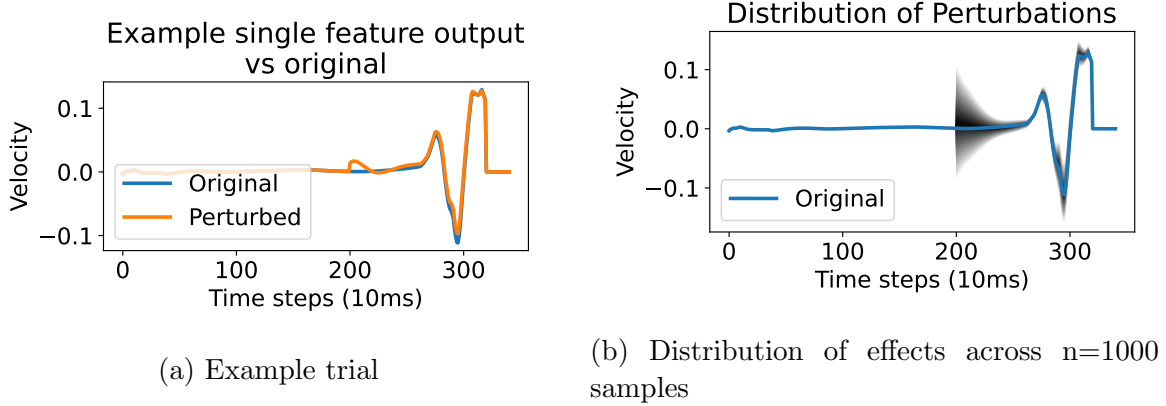 Example single feature output
vs original
Velocity
0.1
0.0
−0.1
Original
Perturbed
0
100
200
300
Time steps (10ms)
(a) Example trial
Distribution of Perturbations
Velocity
0.1
0.0
−0.1
Original
0
100
200
300
Time steps (10ms)
(b) Distribution of effects across n=1000
samples